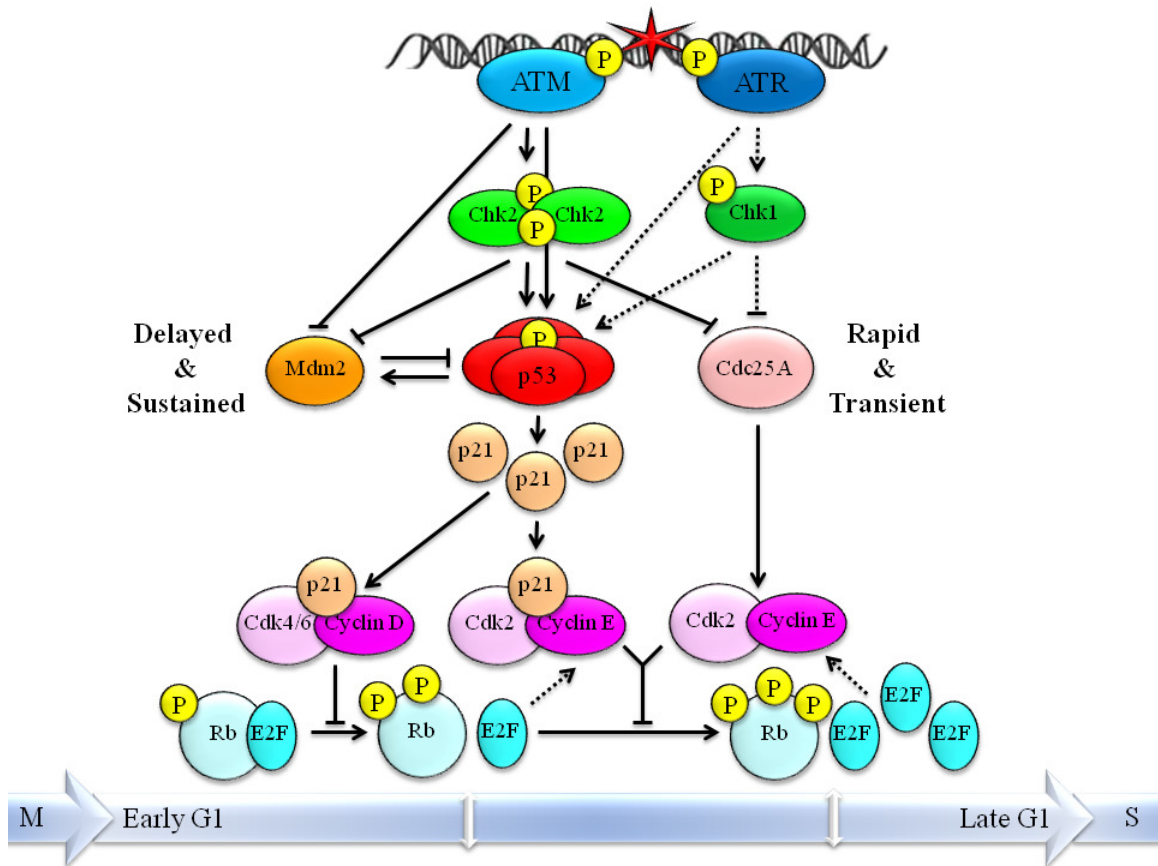 P
P
ATM
ATR
P
P
Chk2
Chk2
Chk1
P
Delayed
&
Sustained
Rapid
&
Transient
P
Mdm2
p53
Cdc25A
p21
p21
p21
p21
p21
Cdk4/6
Cyclin D
Cdk2
Cyclin E
Cdk2
Cyclin E
P
P
P
P
P
P
Rb
E2F
Rb
E2F
Rb
E2F
E2F
E2F
M
Early G1
Late G1
S